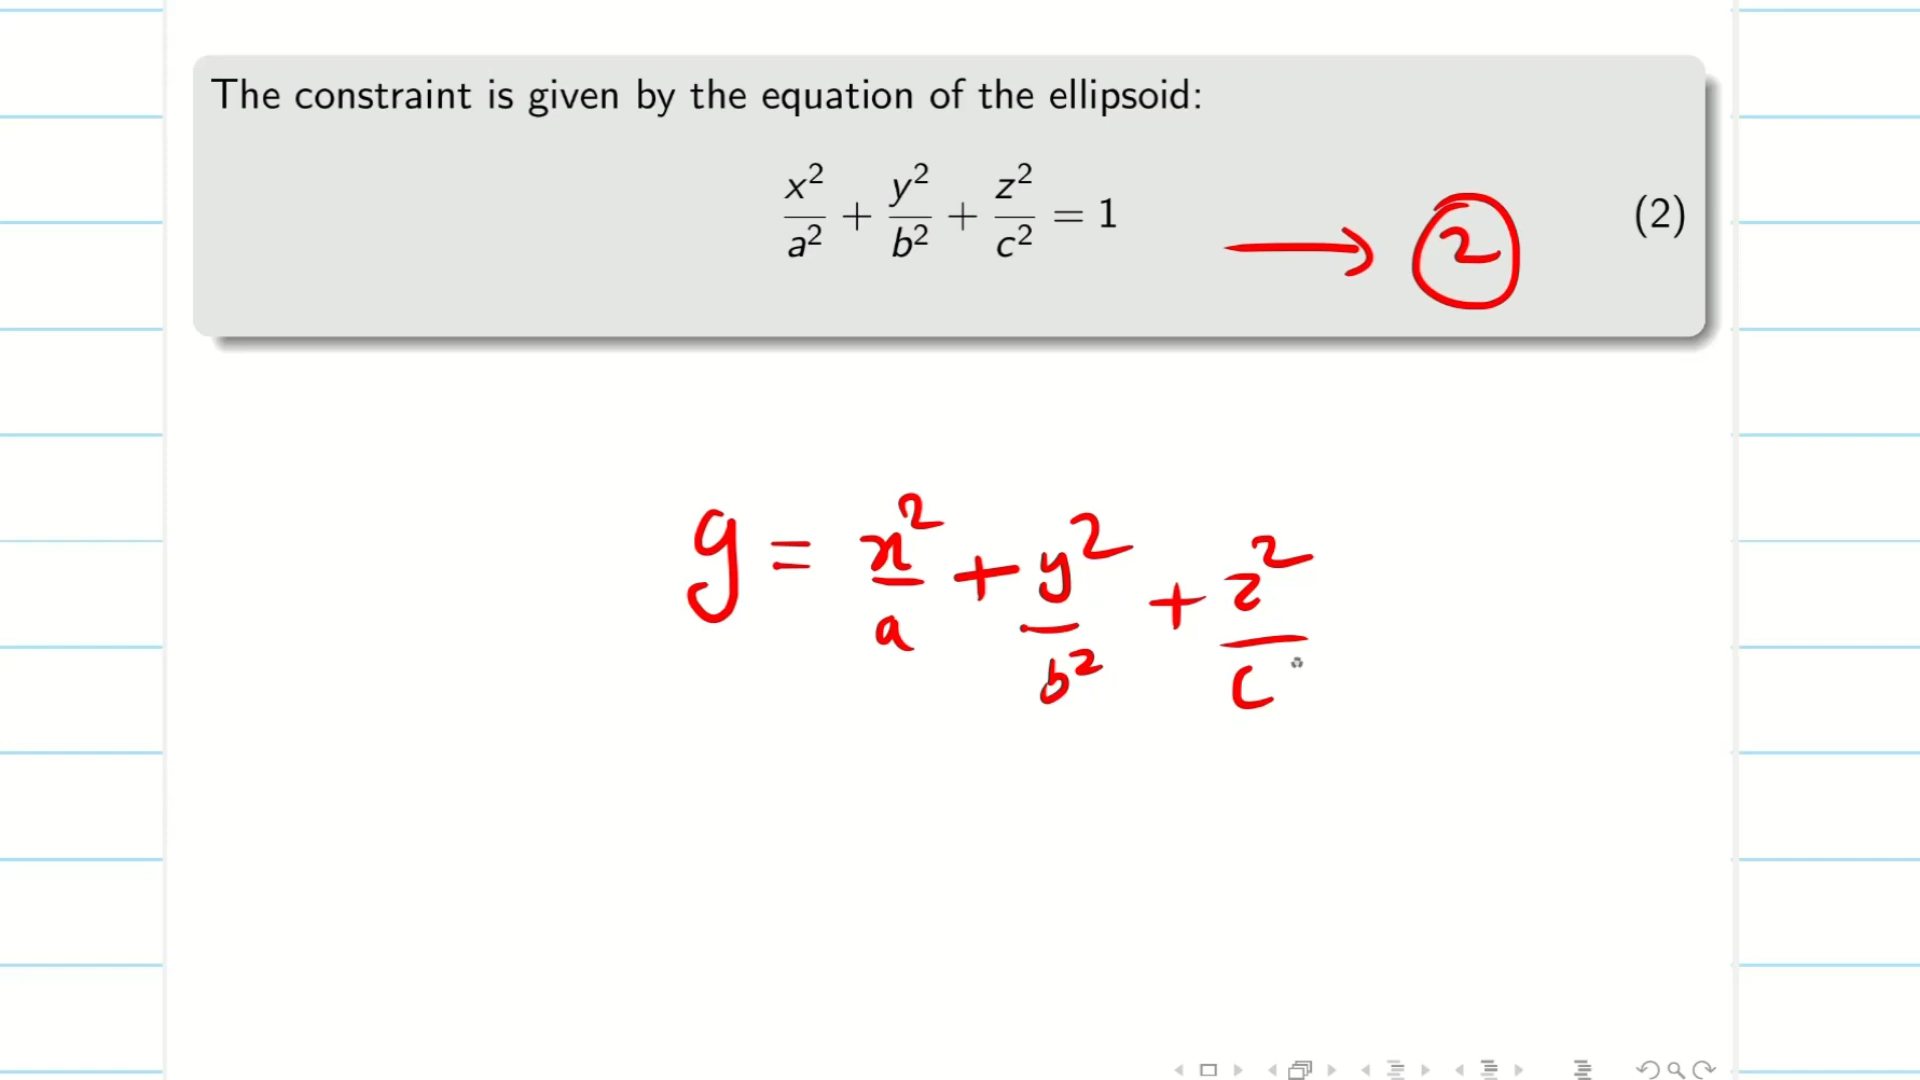 The constraint is given by the equation of the ellipsoid:
x²/a² + y²/b² + z²/c² = 1 (2)
→ ②
g = x²/a + y²/b² + z²/c